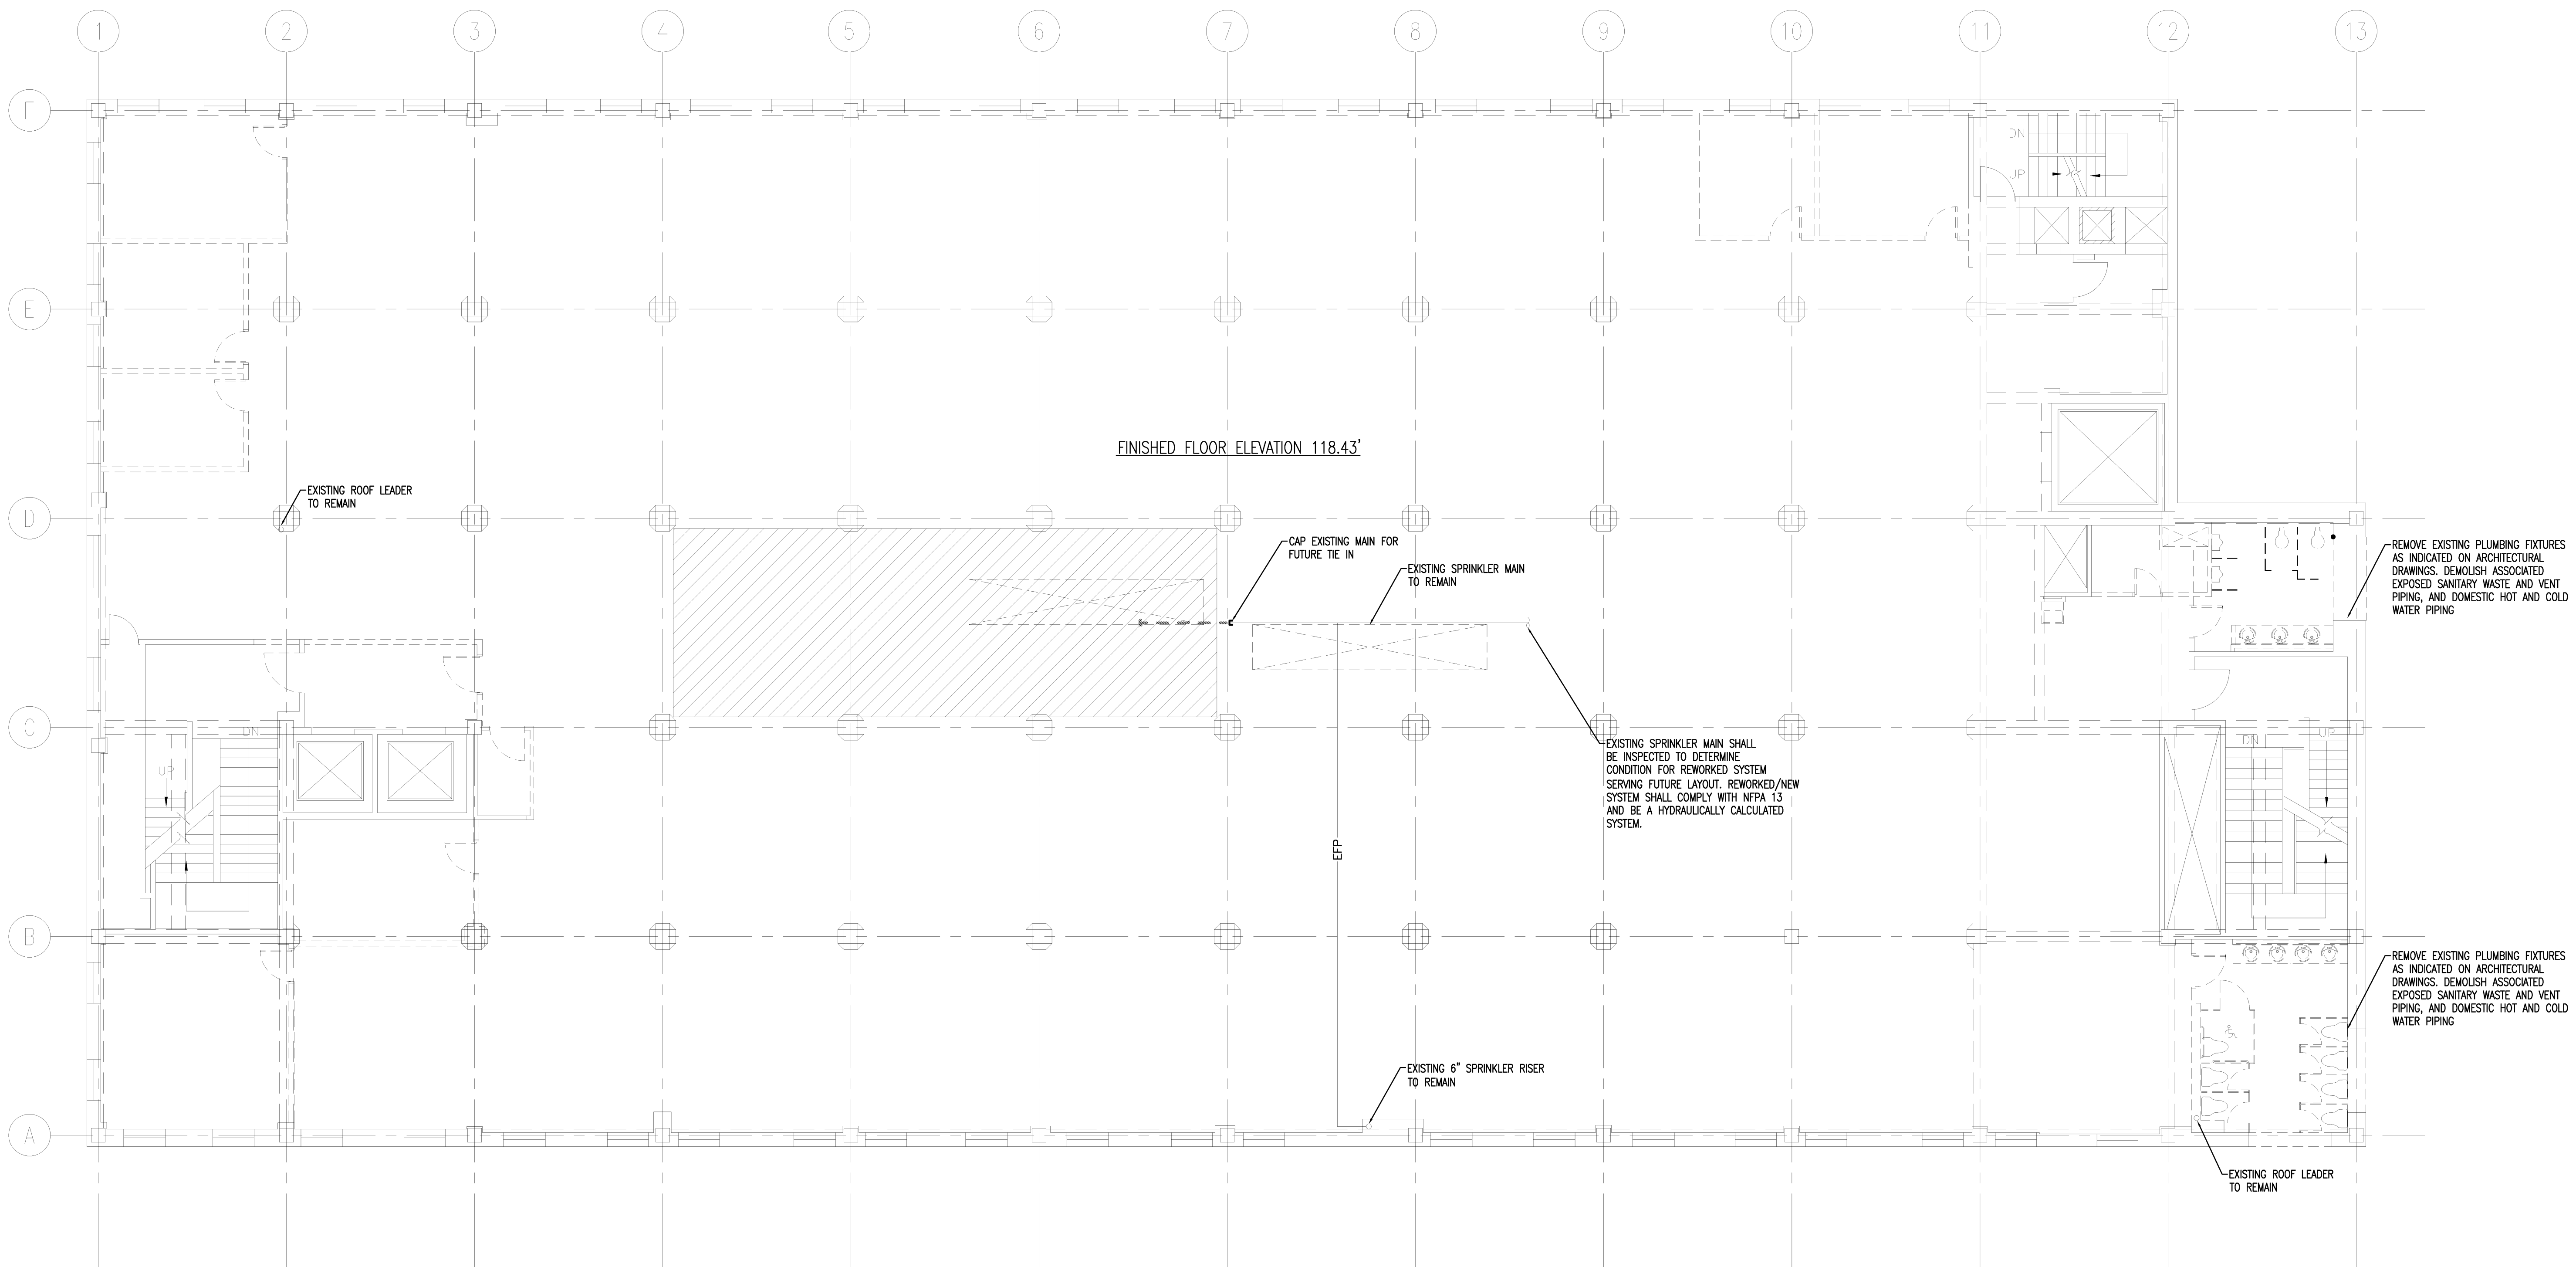 1 2 3 4 5 6 7 8 9 10 11 12 13
F
DN
UP
E
FINISHED FLOOR ELEVATION 118.43'
EXISTING ROOF LEADER
TO REMAIN
D
CAP EXISTING MAIN FOR
FUTURE TIE IN
EXISTING SPRINKLER MAIN
TO REMAIN
REMOVE EXISTING PLUMBING FIXTURES
AS INDICATED ON ARCHITECTURAL
DRAWINGS. DEMOLISH ASSOCIATED
EXPOSED SANITARY WASTE AND VENT
PIPING, AND DOMESTIC HOT AND COLD
WATER PIPING
C
DN
UP
EXISTING SPRINKLER MAIN SHALL
BE INSPECTED TO DETERMINE
CONDITION FOR REWORKED SYSTEM
SERVING FUTURE LAYOUT. REWORKED/NEW
SYSTEM SHALL COMPLY WITH NFPA 13
AND BE A HYDRAULICALLY CALCULATED
SYSTEM.
DN
UP
EFP
B
REMOVE EXISTING PLUMBING FIXTURES
AS INDICATED ON ARCHITECTURAL
DRAWINGS. DEMOLISH ASSOCIATED
EXPOSED SANITARY WASTE AND VENT
PIPING, AND DOMESTIC HOT AND COLD
WATER PIPING
EXISTING 6" SPRINKLER RISER
TO REMAIN
A
EXISTING ROOF LEADER
TO REMAIN